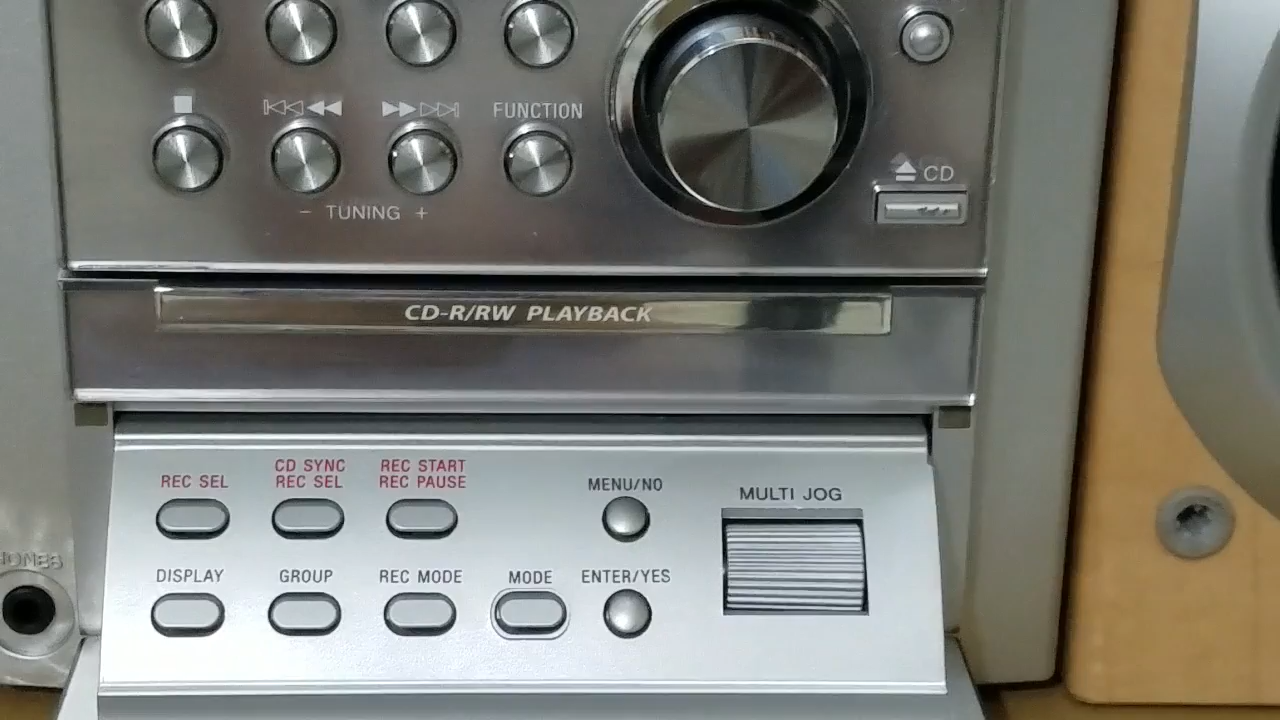 FUNCTION
CD
- TUNING +
CD-R/RW PLAYBACK
REC SEL
CD SYNC
REC SEL
REC START
REC PAUSE
MENU/NO
MULTI JOG
DISPLAY
GROUP
REC MODE
MODE
ENTER/YES